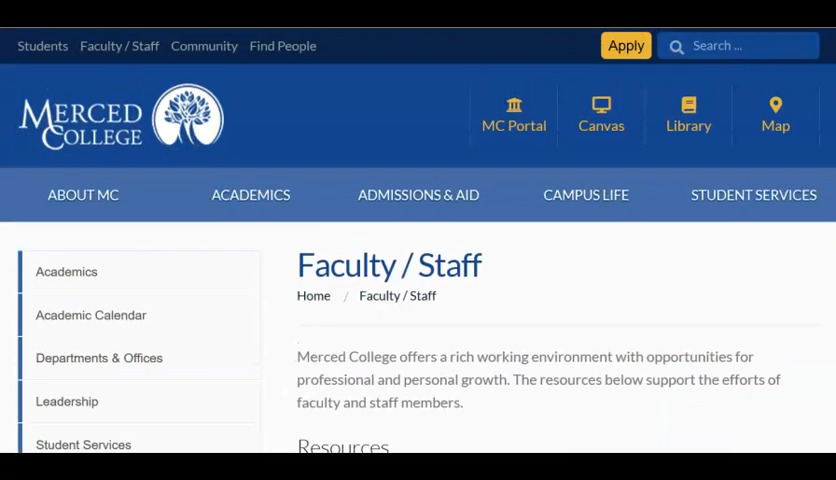 Students Faculty / Staff Community Find People Apply Search ...
MERCED COLLEGE
MC Portal Canvas Library Map
ABOUT MC ACADEMICS ADMISSIONS & AID CAMPUS LIFE STUDENT SERVICES
Academics
Academic Calendar
Departments & Offices
Leadership
Student Services
Faculty / Staff
Home / Faculty / Staff
Merced College offers a rich working environment with opportunities for
professional and personal growth. The resources below support the efforts of
faculty and staff members.
Resources